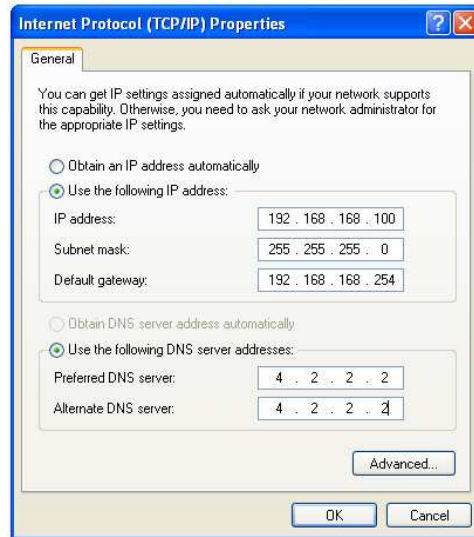 Internet Protocol (TCP/IP) Properties
General
You can get IP settings assigned automatically if your network supports
this capability. Otherwise, you need to ask your network administrator for
the appropriate IP settings.
Obtain an IP address automatically
Use the following IP address:
IP address: 192 . 168 . 168 . 100
Subnet mask: 255 . 255 . 255 . 0
Default gateway: 192 . 168 . 168 . 254
Obtain DNS server address automatically
Use the following DNS server addresses:
Preferred DNS server: 4 . 2 . 2 . 2
Alternate DNS server: 4 . 2 . 2 . 2
Advanced...
OK Cancel